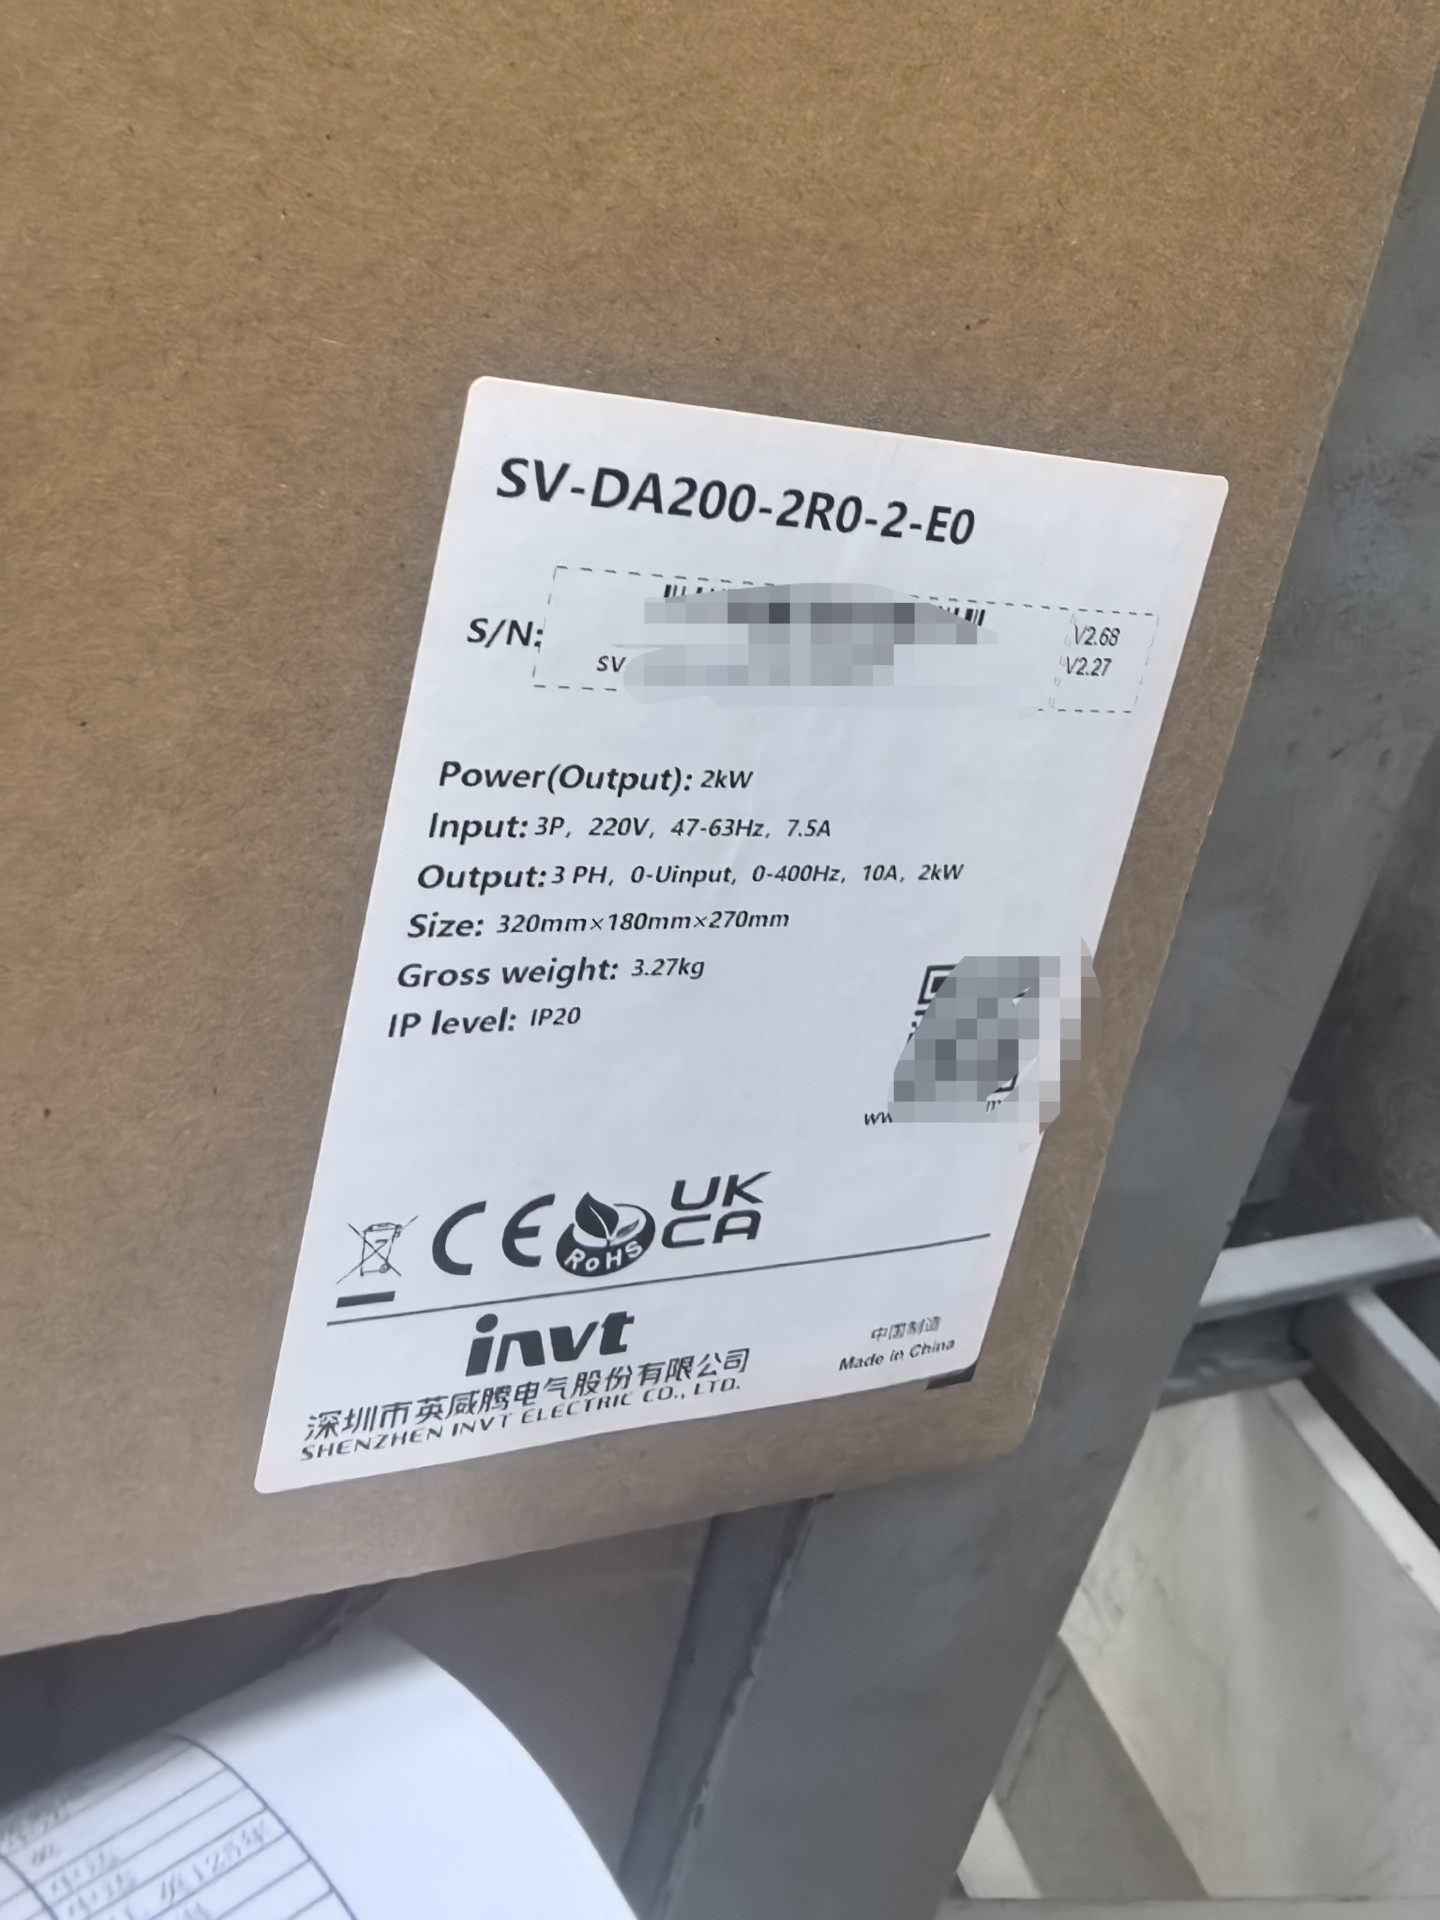 SV-DA200-2R0-2-E0
S/N:
V2.68
SV
V2.27
Power(Output): 2kW
Input: 3P, 220V, 47-63Hz, 7.5A
Output: 3 PH, 0-Uinput, 0-400Hz, 10A, 2kW
Size: 320mm×180mm×270mm
Gross weight: 3.27kg
IP level: IP20
CE
RoHS
UK
CA
invt
深圳市英威腾电气股份有限公司
SHENZHEN INVT ELECTRIC CO., LTD.
中国制造
Made in China